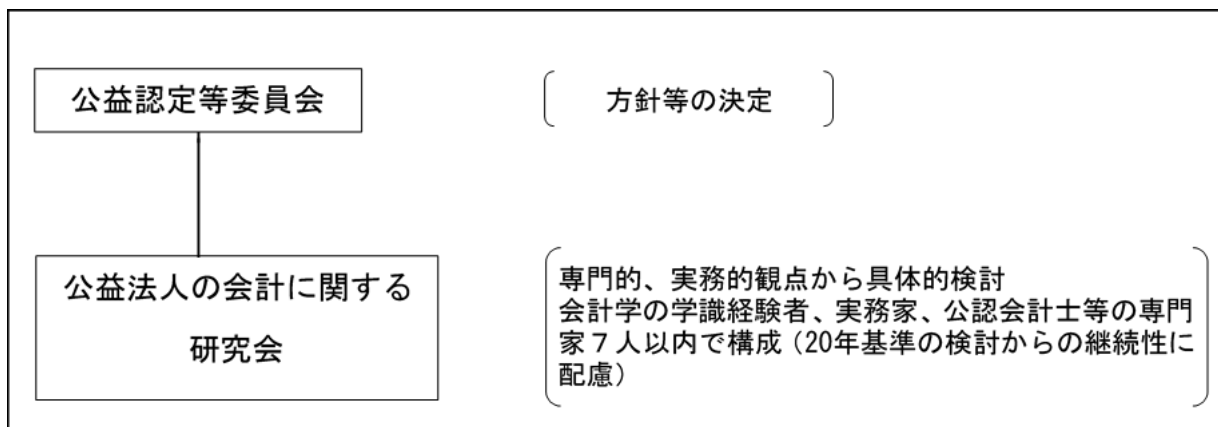 公益認定等委員会
方針等の決定
公益法人の会計に関する
研究会
専門的、実務的観点から具体的検討
会計学の学識経験者、実務家、公認会計士等の専門
家７人以内で構成（20年基準の検討からの継続性に
配慮）